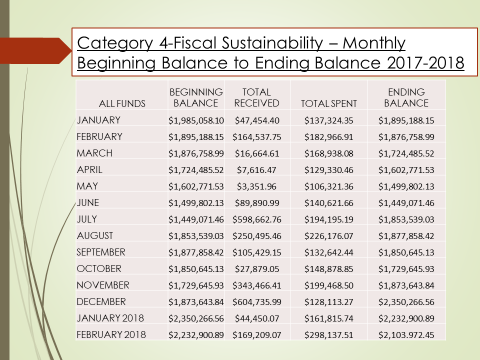 Category 4-Fiscal Sustainability – Monthly
Beginning Balance to Ending Balance 2017-2018
ALL FUNDS BEGINNING BALANCE TOTAL RECEIVED TOTAL SPENT ENDING BALANCE
JANUARY $1,985,058.10 $47,454.40 $137,324.35 $1,895,188.15
FEBRUARY $1,895,188.15 $164,537.75 $182,966.91 $1,876,758.99
MARCH $1,876,758.99 $16,664.61 $168,938.08 $1,724,485.52
APRIL $1,724,485.52 $7,616.47 $129,330.46 $1,602,771.53
MAY $1,602,771.53 $3,351.96 $106,321.36 $1,499,802.13
JUNE $1,499,802.13 $89,890.99 $140,621.66 $1,449,071.46
JULY $1,449,071.46 $598,662.76 $194,195.19 $1,853,539.03
AUGUST $1,853,539.03 $250,495.46 $226,176.07 $1,877,858.42
SEPTEMBER $1,877,858.42 $105,429.15 $132,642.44 $1,850,645.13
OCTOBER $1,850,645.13 $27,879.05 $148,878.85 $1,729,645.93
NOVEMBER $1,729,645.93 $343,466.41 $199,468.50 $1,873,643.84
DECEMBER $1,873,643.84 $604,735.99 $128,113.27 $2,350,266.56
JANUARY 2018 $2,350,266.56 $44,450.07 $161,815.74 $2,232,900.89
FEBRUARY 2018 $2,232,900.89 $169,209.07 $298,137.51 $2,103,972.45